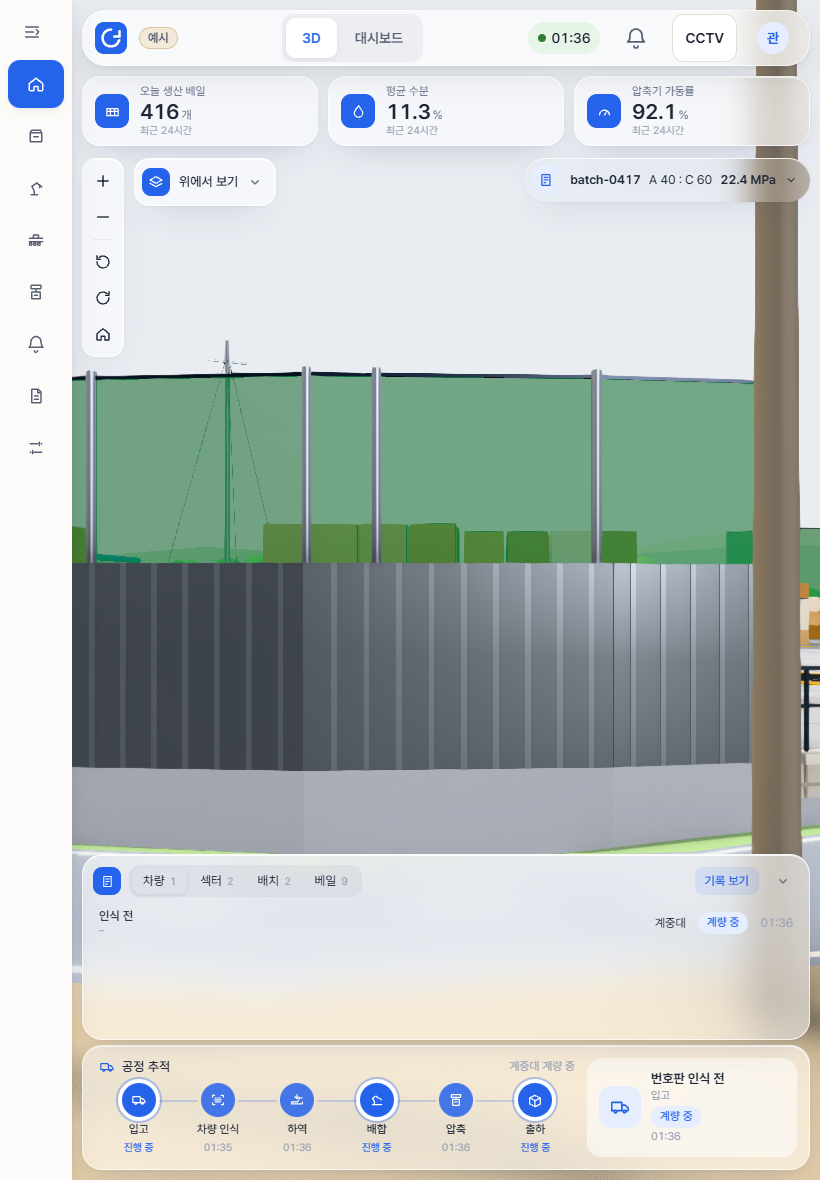 예시
3D
대시보드
01:36
CCTV
관
오늘 생산 베일
416개
최근 24시간
평균 수분
11.3%
최근 24시간
압축기 가동률
92.1%
최근 24시간
위에서 보기
batch-0417 A 40 : C 60 22.4 MPa
차량 1
섹터 2
배치 2
베일 9
기록 보기
인식 전
–
계중대 계량 중 01:36
공정 추적
계중대 계량 중
입고
진행 중
차량 인식
01:35
하역
01:36
배합
진행 중
압축
01:36
출하
진행 중
번호판 인식 전
입고
계량 중
01:36